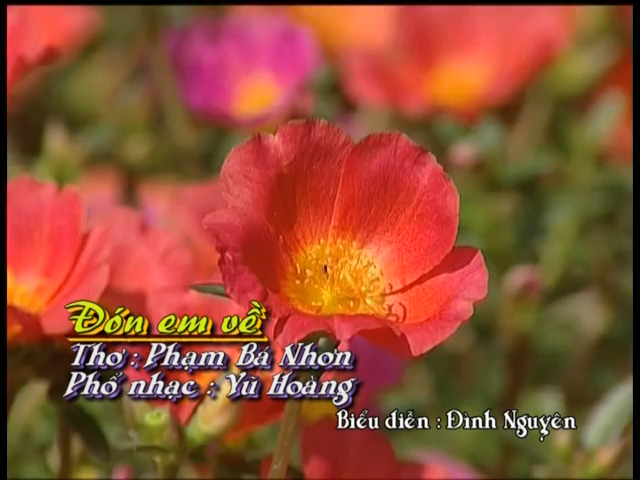 Đón em về
Thơ : Phạm Bá Nhơn
Phổ nhạc : Vũ Hoàng
Biểu diễn : Đình Nguyên